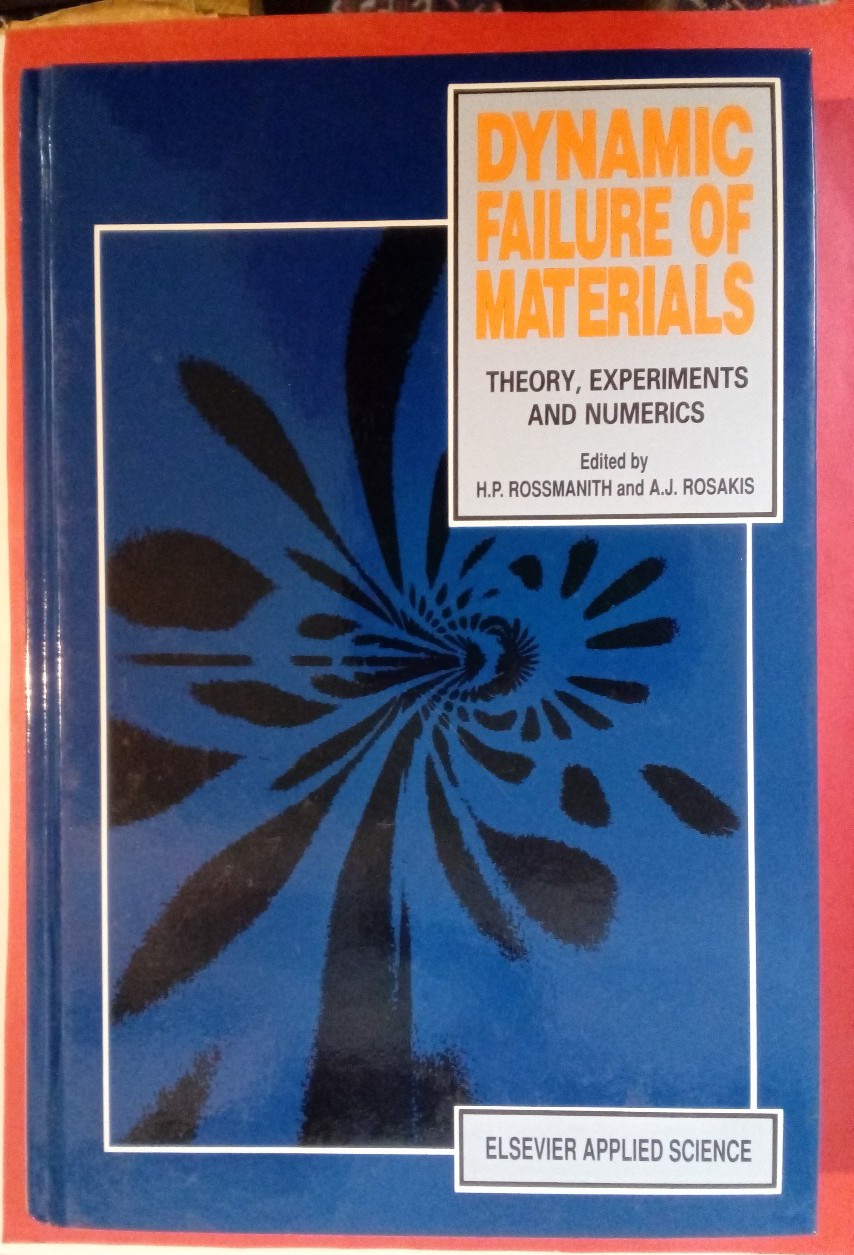 DYNAMIC
FAILURE OF
MATERIALS
THEORY, EXPERIMENTS
AND NUMERICS
Edited by
H.P. ROSSMANITH and A.J. ROSAKIS
ELSEVIER APPLIED SCIENCE